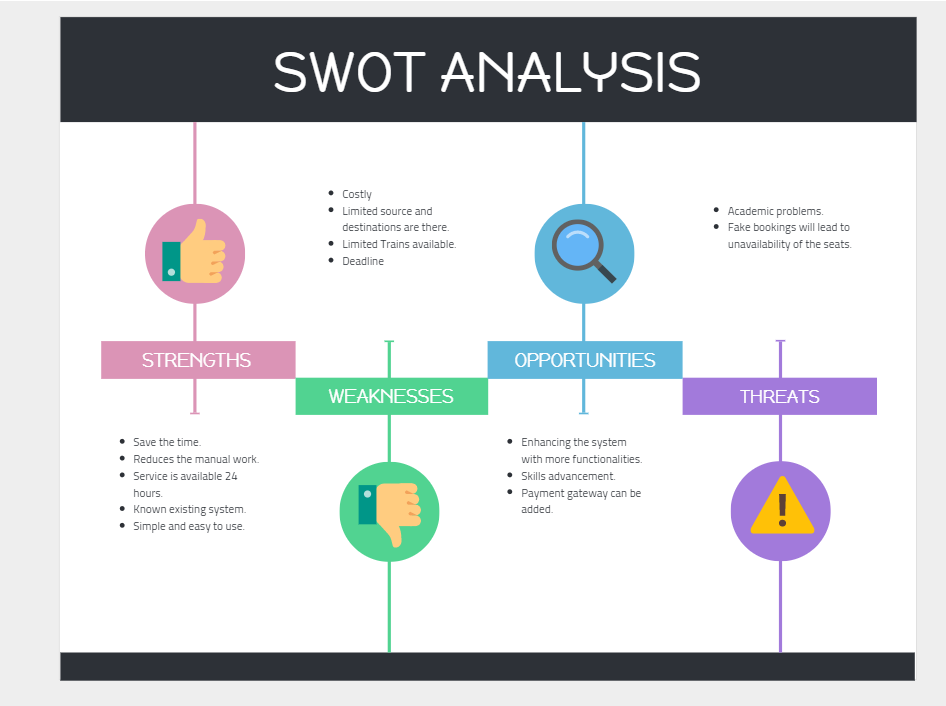 SWOT ANALYSIS
STRENGTHS
• Save the time.
• Reduces the manual work.
• Service is available 24
hours.
• Known existing system.
• Simple and easy to use.
• Costly
• Limited source and
destinations are there.
• Limited Trains available.
• Deadline
WEAKNESSES
OPPORTUNITIES
• Enhancing the system
with more functionalities.
• Skills advancement.
• Payment gateway can be
added.
• Academic problems.
• Fake bookings will lead to
unavailability of the seats.
THREATS